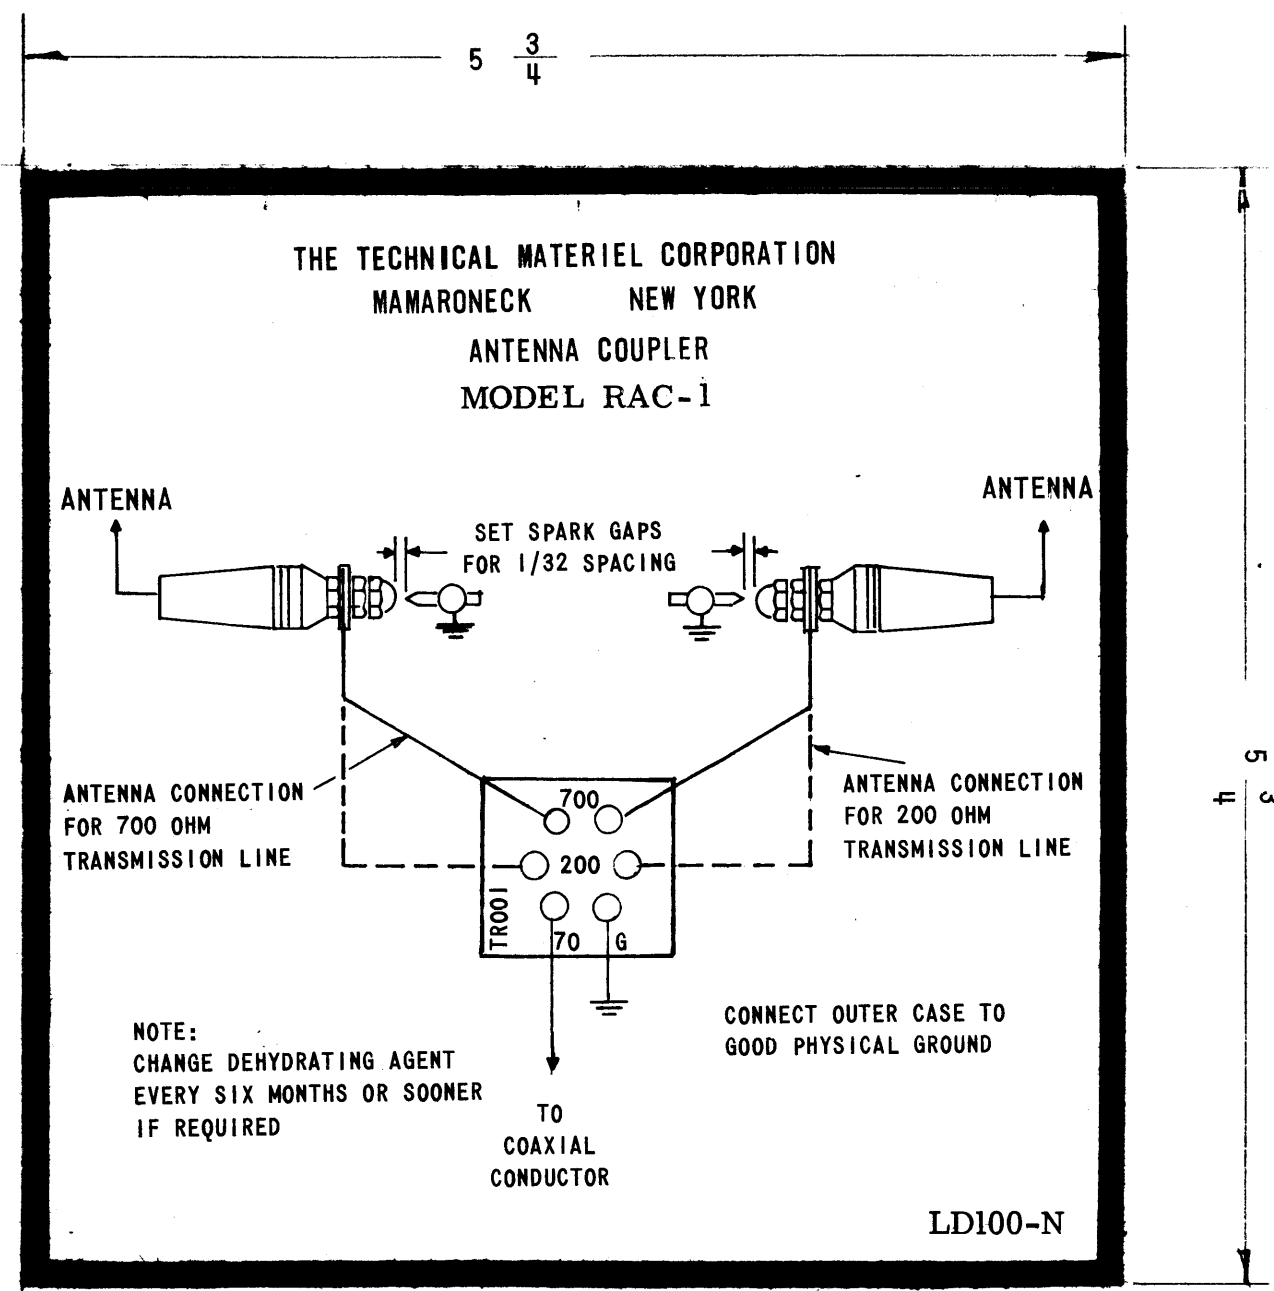 5 3/4
THE TECHNICAL MATERIEL CORPORATION
MAMARONECK NEW YORK
ANTENNA COUPLER
MODEL RAC-1
ANTENNA
ANTENNA
SET SPARK GAPS
FOR 1/32 SPACING
ANTENNA CONNECTION
FOR 700 OHM
TRANSMISSION LINE
ANTENNA CONNECTION
FOR 200 OHM
TRANSMISSION LINE
700
200
TR001
70 G
NOTE:
CHANGE DEHYDRATING AGENT
EVERY SIX MONTHS OR SOONER
IF REQUIRED
CONNECT OUTER CASE TO
GOOD PHYSICAL GROUND
TO
COAXIAL
CONDUCTOR
LD100-N
5 3/4